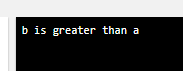 b is greater than a